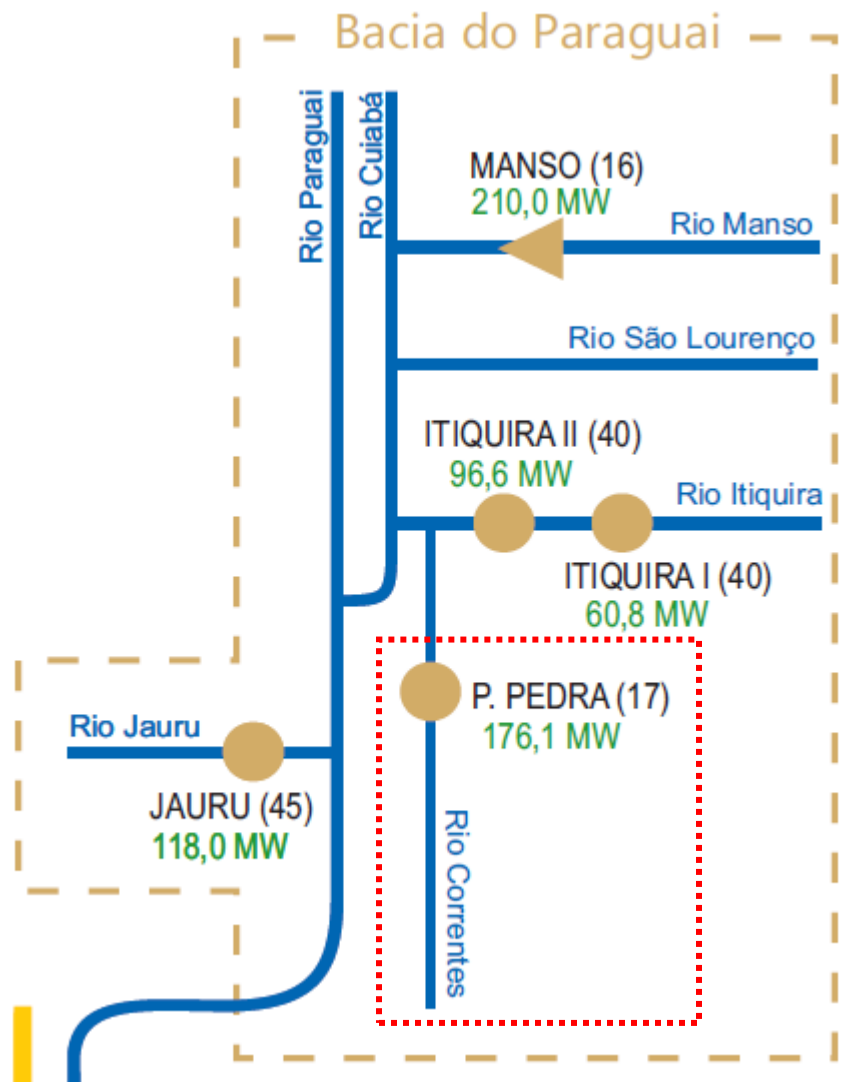 Bacia do Paraguai
Rio Paraguai
Rio Cuiabá
MANSO (16)
210,0 MW
Rio Manso
Rio São Lourenço
ITIQUIRA II (40)
96,6 MW
Rio Itiquira
ITIQUIRA I (40)
60,8 MW
P. PEDRA (17)
176,1 MW
Rio Jauru
JAURU (45)
118,0 MW
Rio Correntes